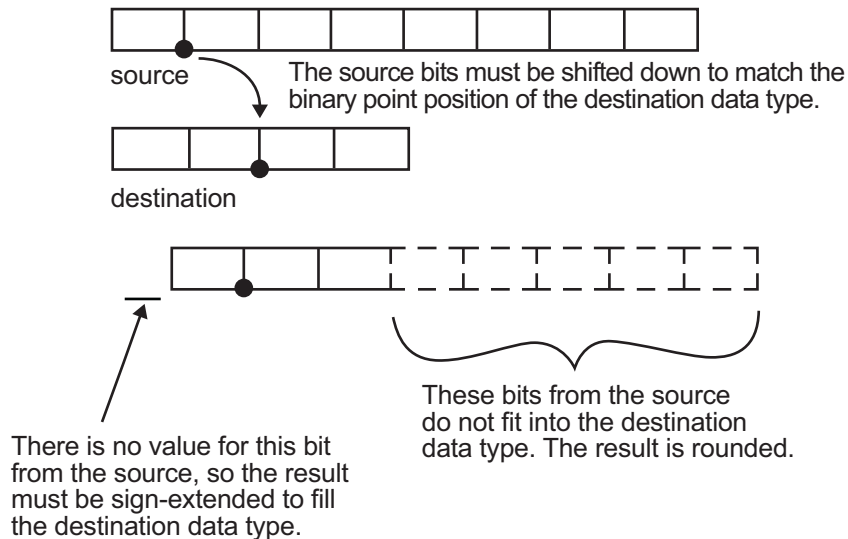 source
The source bits must be shifted down to match the
binary point position of the destination data type.
destination
These bits from the source
do not fit into the destination
data type. The result is rounded.
There is no value for this bit
from the source, so the result
must be sign-extended to fill
the destination data type.